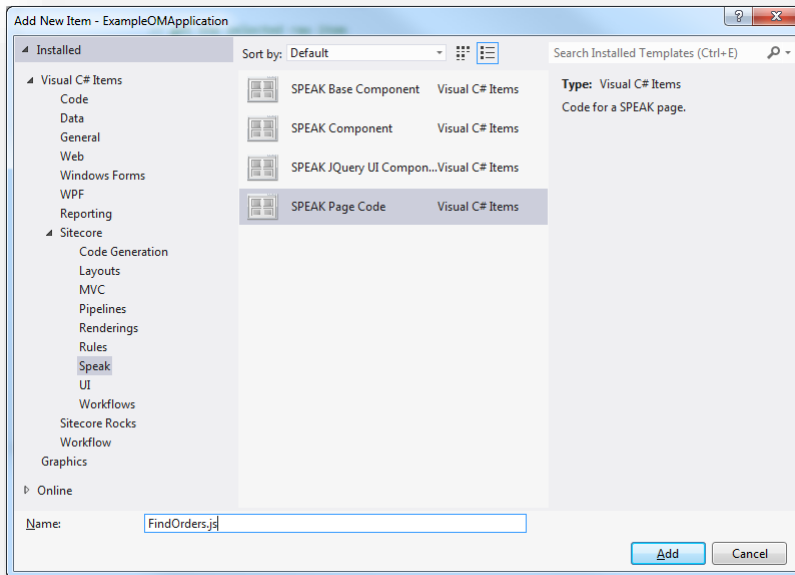 Add New Item - ExampleOMApplication
Installed
Sort by: Default
Search Installed Templates (Ctrl+E)
Visual C# Items
Code
Data
General
Web
Windows Forms
WPF
Reporting
Sitecore
Code Generation
Layouts
MVC
Pipelines
Renderings
Rules
Speak
UI
Workflows
Sitecore Rocks
Workflow
Graphics
Online
SPEAK Base Component Visual C# Items
SPEAK Component Visual C# Items
SPEAK JQuery UI Compon... Visual C# Items
SPEAK Page Code Visual C# Items
Type: Visual C# Items
Code for a SPEAK page.
Name: FindOrders.js
Add Cancel